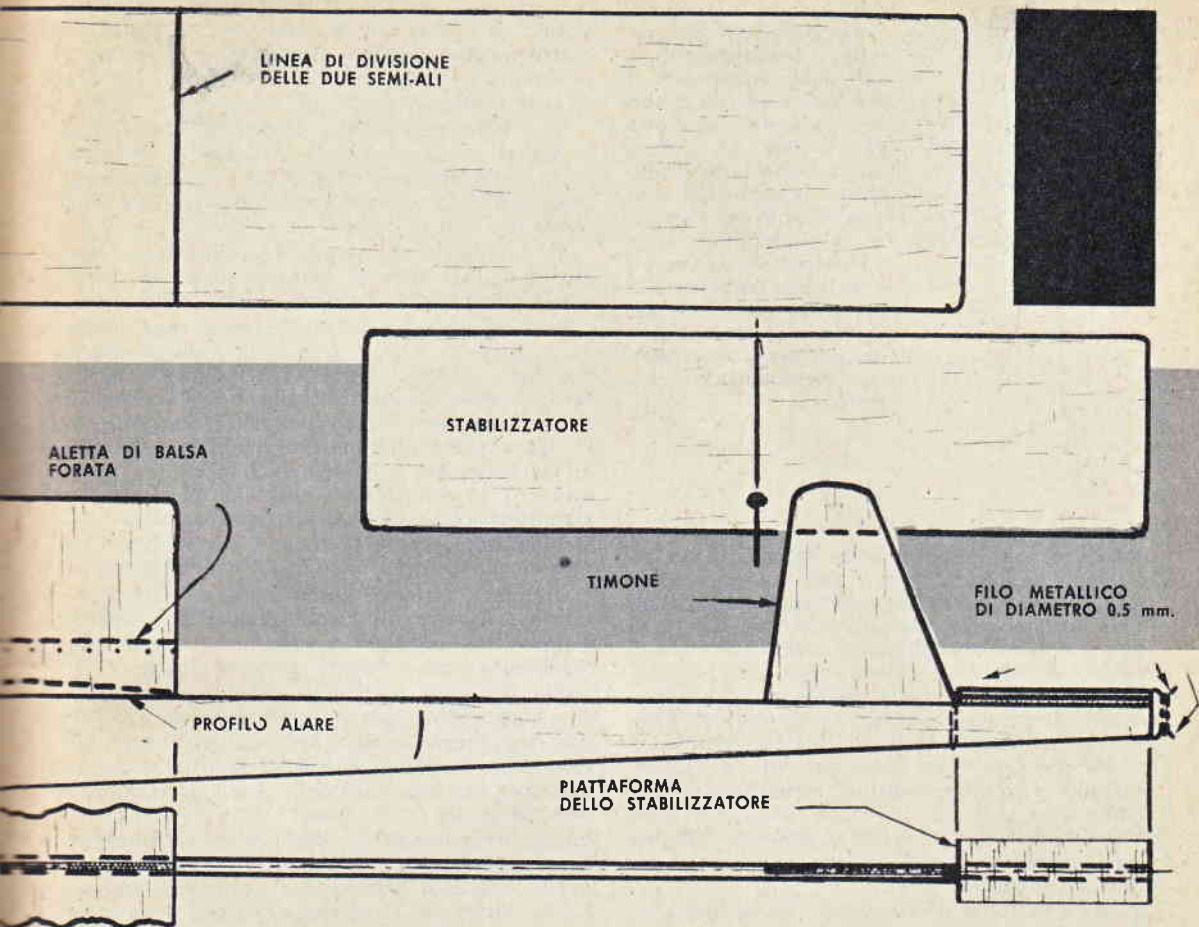 LINEA DI DIVISIONE
DELLE DUE SEMI-ALI
STABILIZZATORE
ALETTA DI BALSA
FORATA
TIMONE
FILO METALLICO
DI DIAMETRO 0,5 mm.
PROFILO ALARE
PIATTAFORMA
DELLO STABILIZZATORE